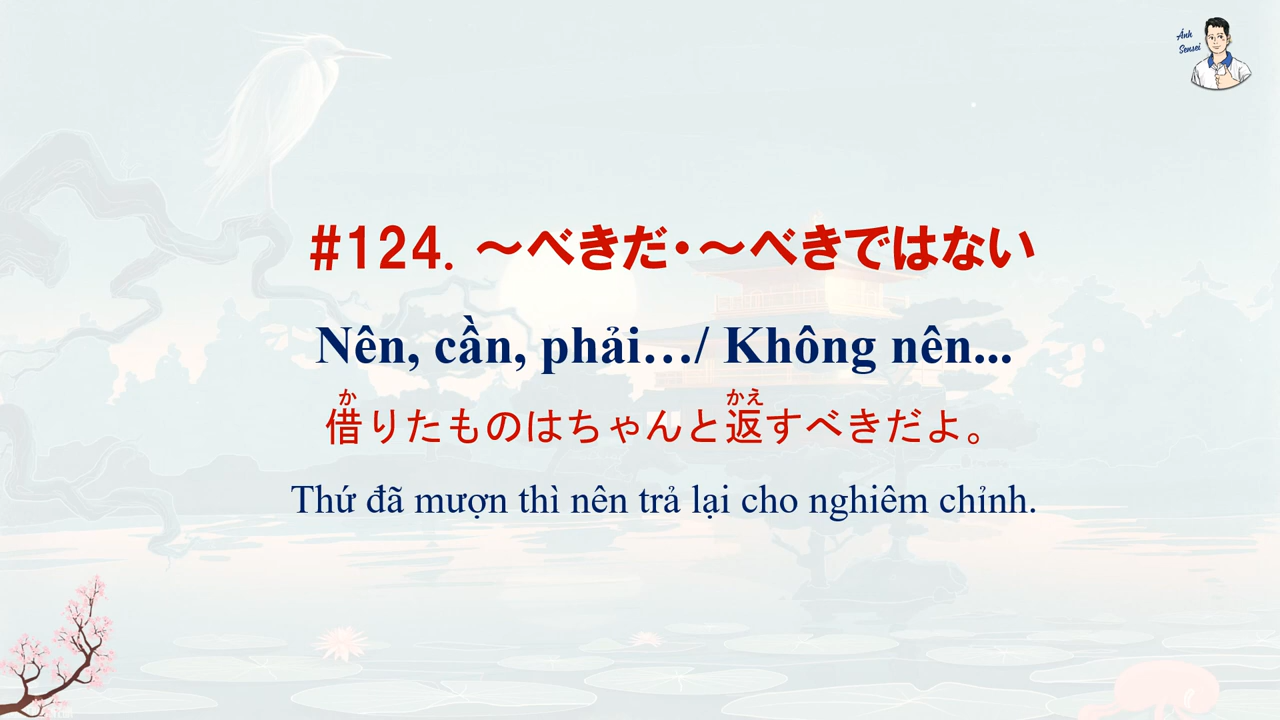 Ánh
Sensei
#124. ～べきだ・～べきではない
Nên, cần, phải…/ Không nên...
か かえ
借りたものはちゃんと返すべきだよ。
Thứ đã mượn thì nên trả lại cho nghiêm chỉnh.